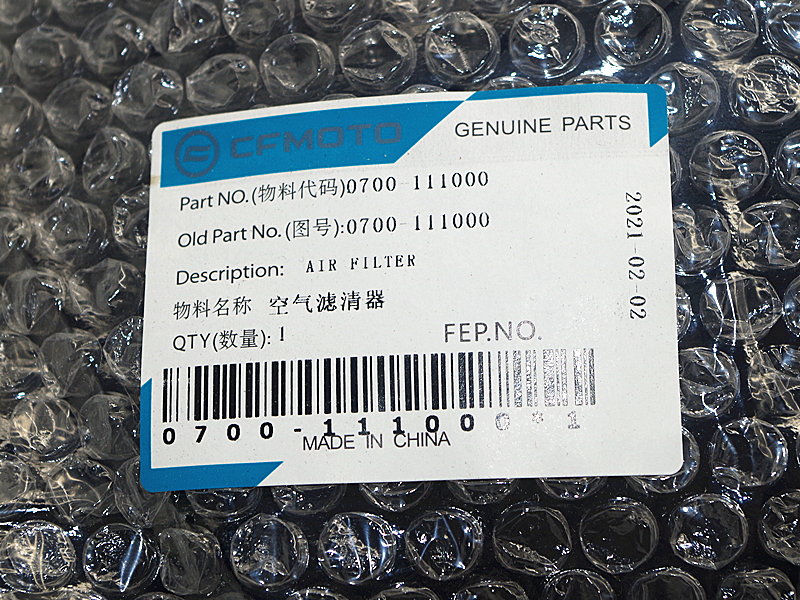 CFMOTO GENUINE PARTS
Part NO.(物料代码)0700-111000
Old Part No.(图号):0700-111000
Description: AIR FILTER
物料名称 空气滤清器
QTY(数量): 1
FEP.NO.
0700-111000*1
MADE IN CHINA
2021-02-02